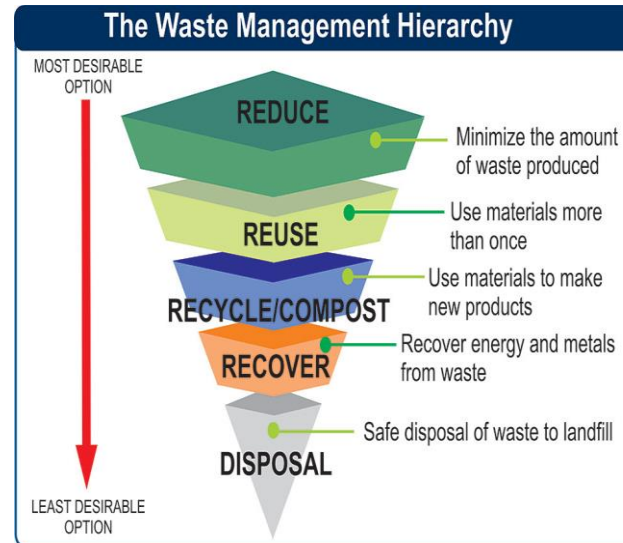 The Waste Management Hierarchy
MOST DESIRABLE
OPTION
REDUCE
Minimize the amount
of waste produced
REUSE
Use materials more
than once
RECYCLE/COMPOST
Use materials to make
new products
RECOVER
Recover energy and metals
from waste
DISPOSAL
Safe disposal of waste to landfill
LEAST DESIRABLE
OPTION